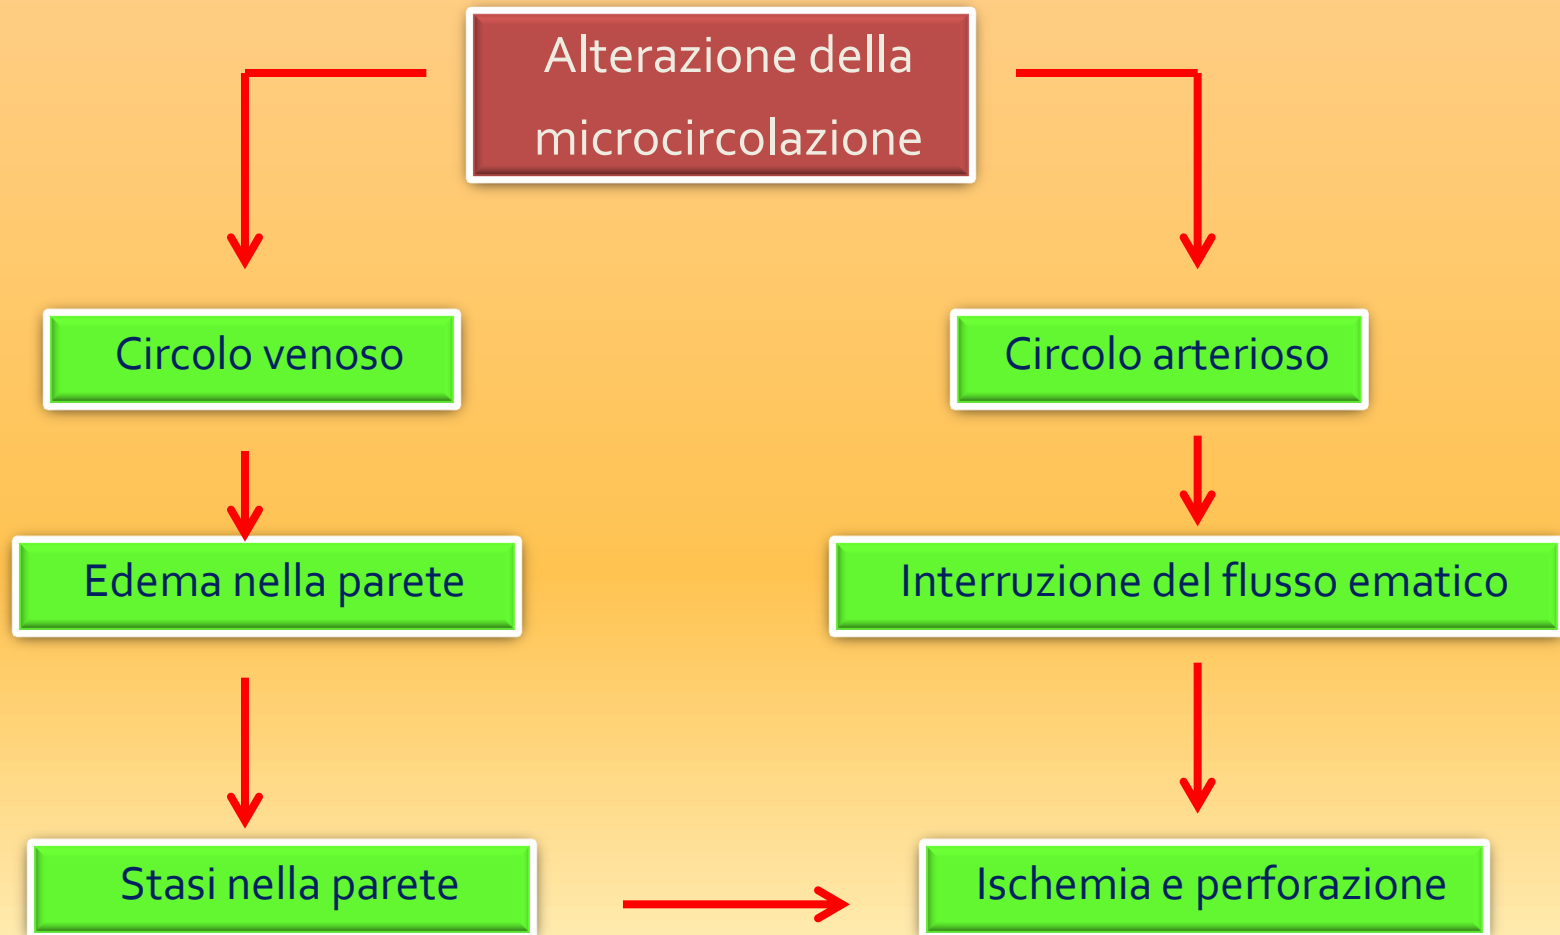 Alterazione della
microcircolazione
Circolo venoso
Circolo arterioso
Edema nella parete
Interruzione del flusso ematico
Stasi nella parete
Ischemia e perforazione